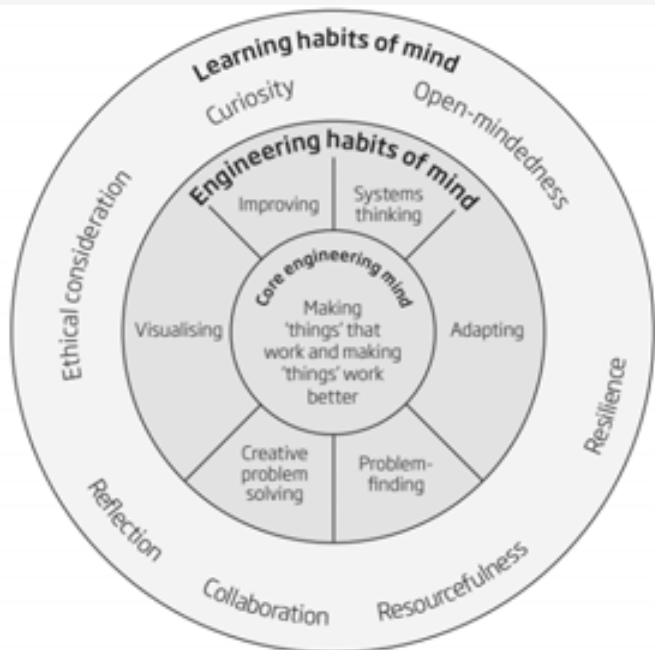 Learning habits of mind
Curiosity
Open-mindedness
Ethical consideration
Resilience
Reflection
Collaboration
Resourcefulness
Engineering habits of mind
Improving
Systems
thinking
Visualising
Adapting
Creative
problem
solving
Problem-
finding
Core engineering mind
Making
'things' that
work and making
'things' work
better